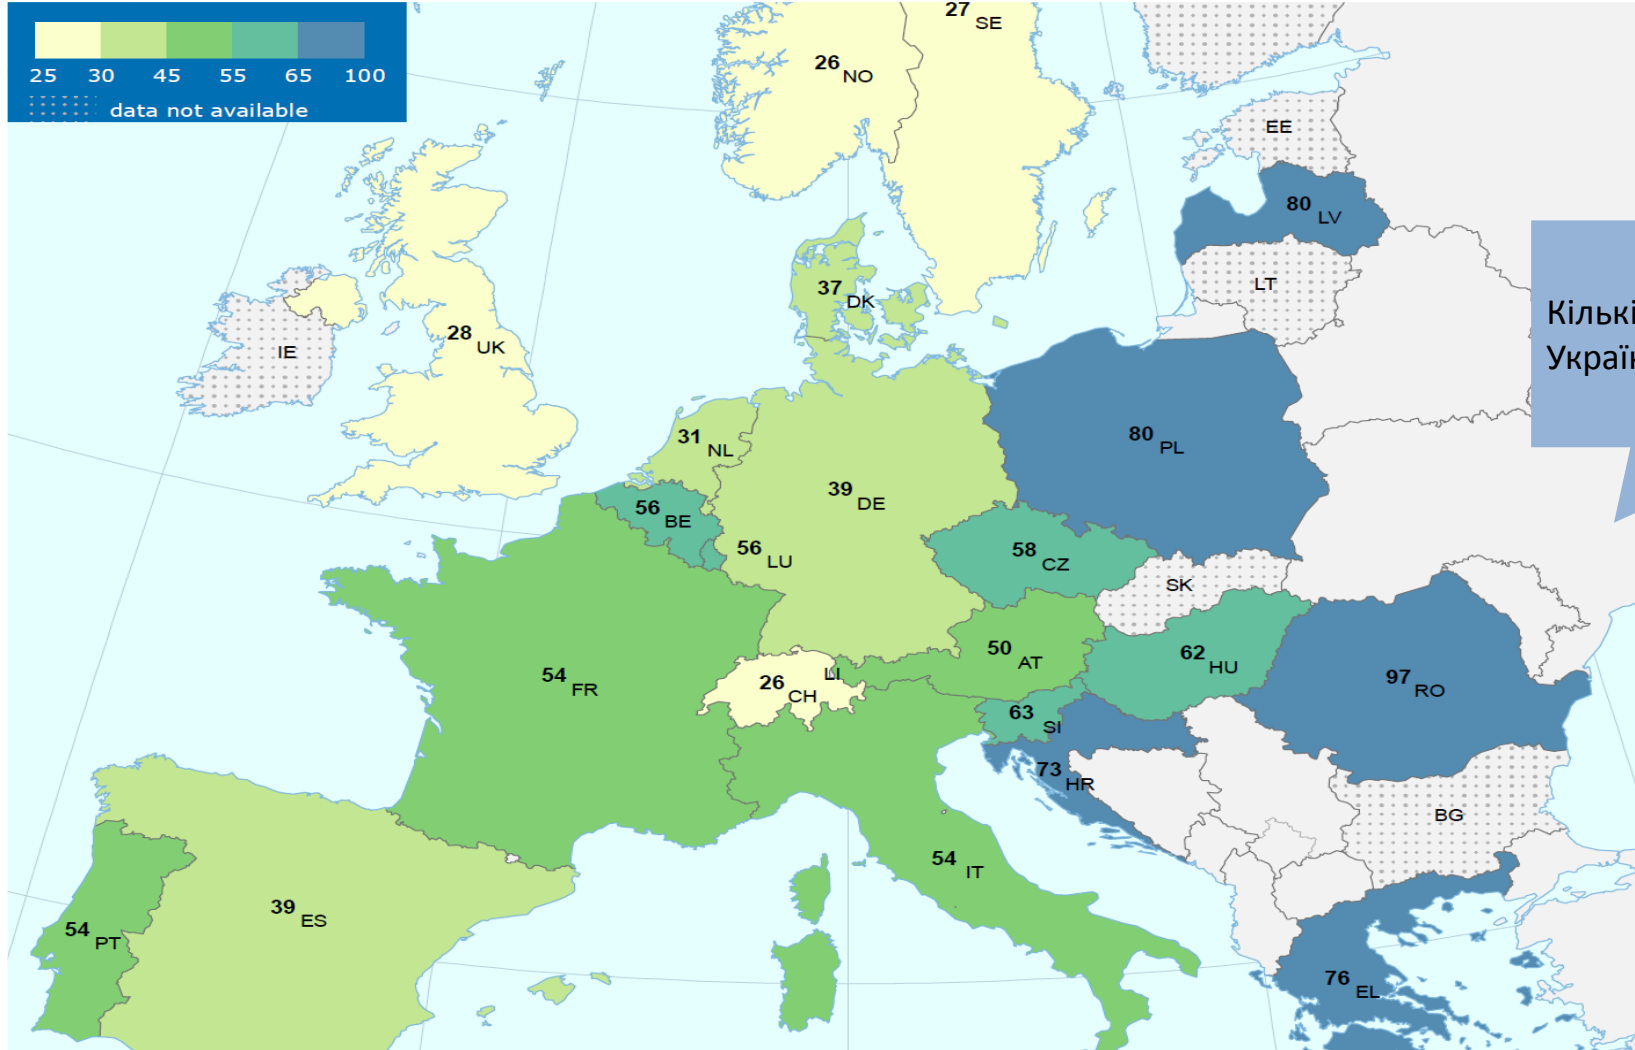 25 30 45 55 65 100
data not available
27 SE
26 NO
EE
80 LV
LT
37 DK
28 UK
IE
31 NL
80 PL
39 DE
56 BE
56 LU
58 CZ
SK
50 AT
62 HU
54 FR
26 CH
LI
97 RO
63 SI
73 HR
BG
54 IT
39 ES
54 PT
76 EL
Кількі
Україн